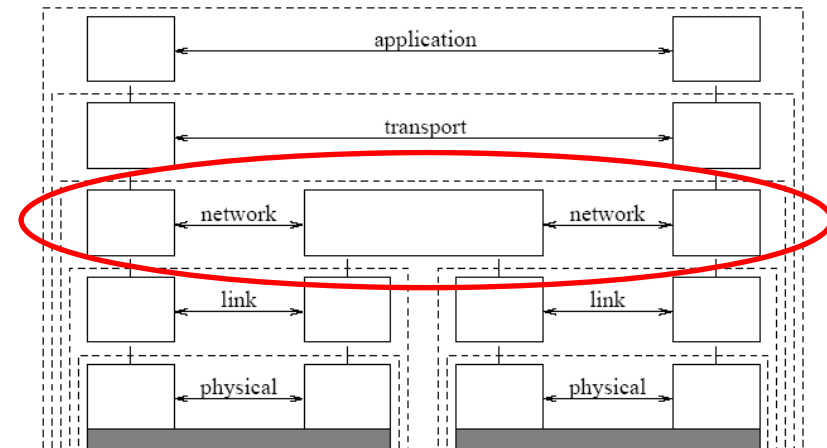 application
transport
network network
link link
physical physical